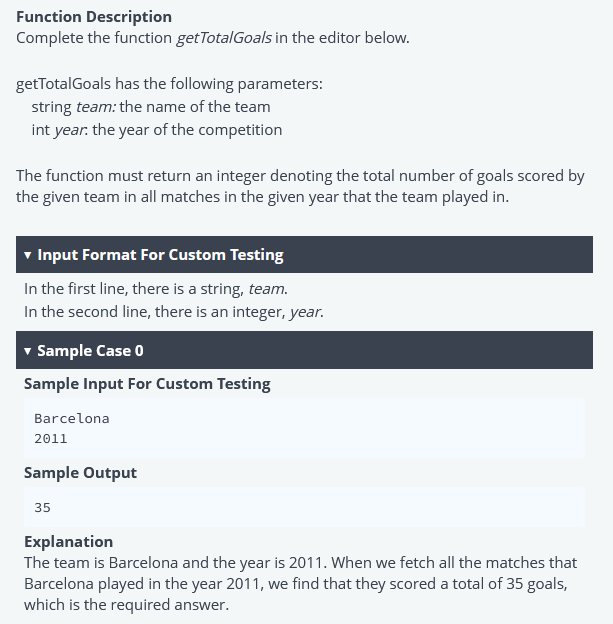 Function Description
Complete the function getTotalGoals in the editor below.
getTotalGoals has the following parameters:
string team: the name of the team
int year: the year of the competition
The function must return an integer denoting the total number of goals scored by
the given team in all matches in the given year that the team played in.
▾ Input Format For Custom Testing
In the first line, there is a string, team.
In the second line, there is an integer, year.
▾ Sample Case 0
Sample Input For Custom Testing
Barcelona
2011
Sample Output
35
Explanation
The team is Barcelona and the year is 2011. When we fetch all the matches that
Barcelona played in the year 2011, we find that they scored a total of 35 goals,
which is the required answer.